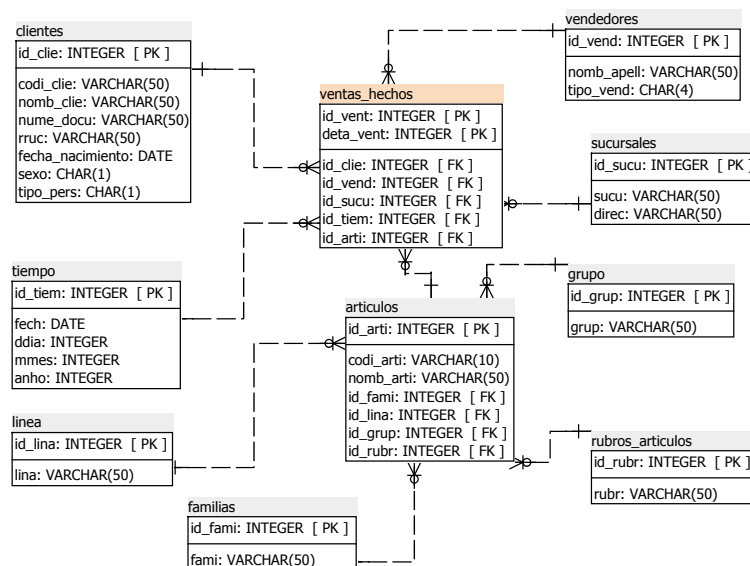 clientes
id_clie: INTEGER [ PK ]
codi_clie: VARCHAR(50)
nomb_clie: VARCHAR(50)
nume_docu: VARCHAR(50)
rruc: VARCHAR(50)
fecha_nacimiento: DATE
sexo: CHAR(1)
tipo_pers: CHAR(1)
vendedores
id_vend: INTEGER [ PK ]
nomb_apell: VARCHAR(50)
tipo_vend: CHAR(4)
ventas_hechos
id_vent: INTEGER [ PK ]
deta_vent: INTEGER [ PK ]
id_clie: INTEGER [ FK ]
id_vend: INTEGER [ FK ]
id_sucu: INTEGER [ FK ]
id_tiem: INTEGER [ FK ]
id_arti: INTEGER [ FK ]
sucursales
id_sucu: INTEGER [ PK ]
sucu: VARCHAR(50)
direc: VARCHAR(50)
tiempo
id_tiem: INTEGER [ PK ]
fech: DATE
ddia: INTEGER
mmes: INTEGER
anho: INTEGER
grupo
id_grup: INTEGER [ PK ]
grup: VARCHAR(50)
articulos
id_arti: INTEGER [ PK ]
codi_arti: VARCHAR(10)
nomb_arti: VARCHAR(50)
id_fami: INTEGER [ FK ]
id_lina: INTEGER [ FK ]
id_grup: INTEGER [ FK ]
id_rubr: INTEGER [ FK ]
linea
id_lina: INTEGER [ PK ]
lina: VARCHAR(50)
rubros_articulos
id_rubr: INTEGER [ PK ]
rubr: VARCHAR(50)
familias
id_fami: INTEGER [ PK ]
fami: VARCHAR(50)